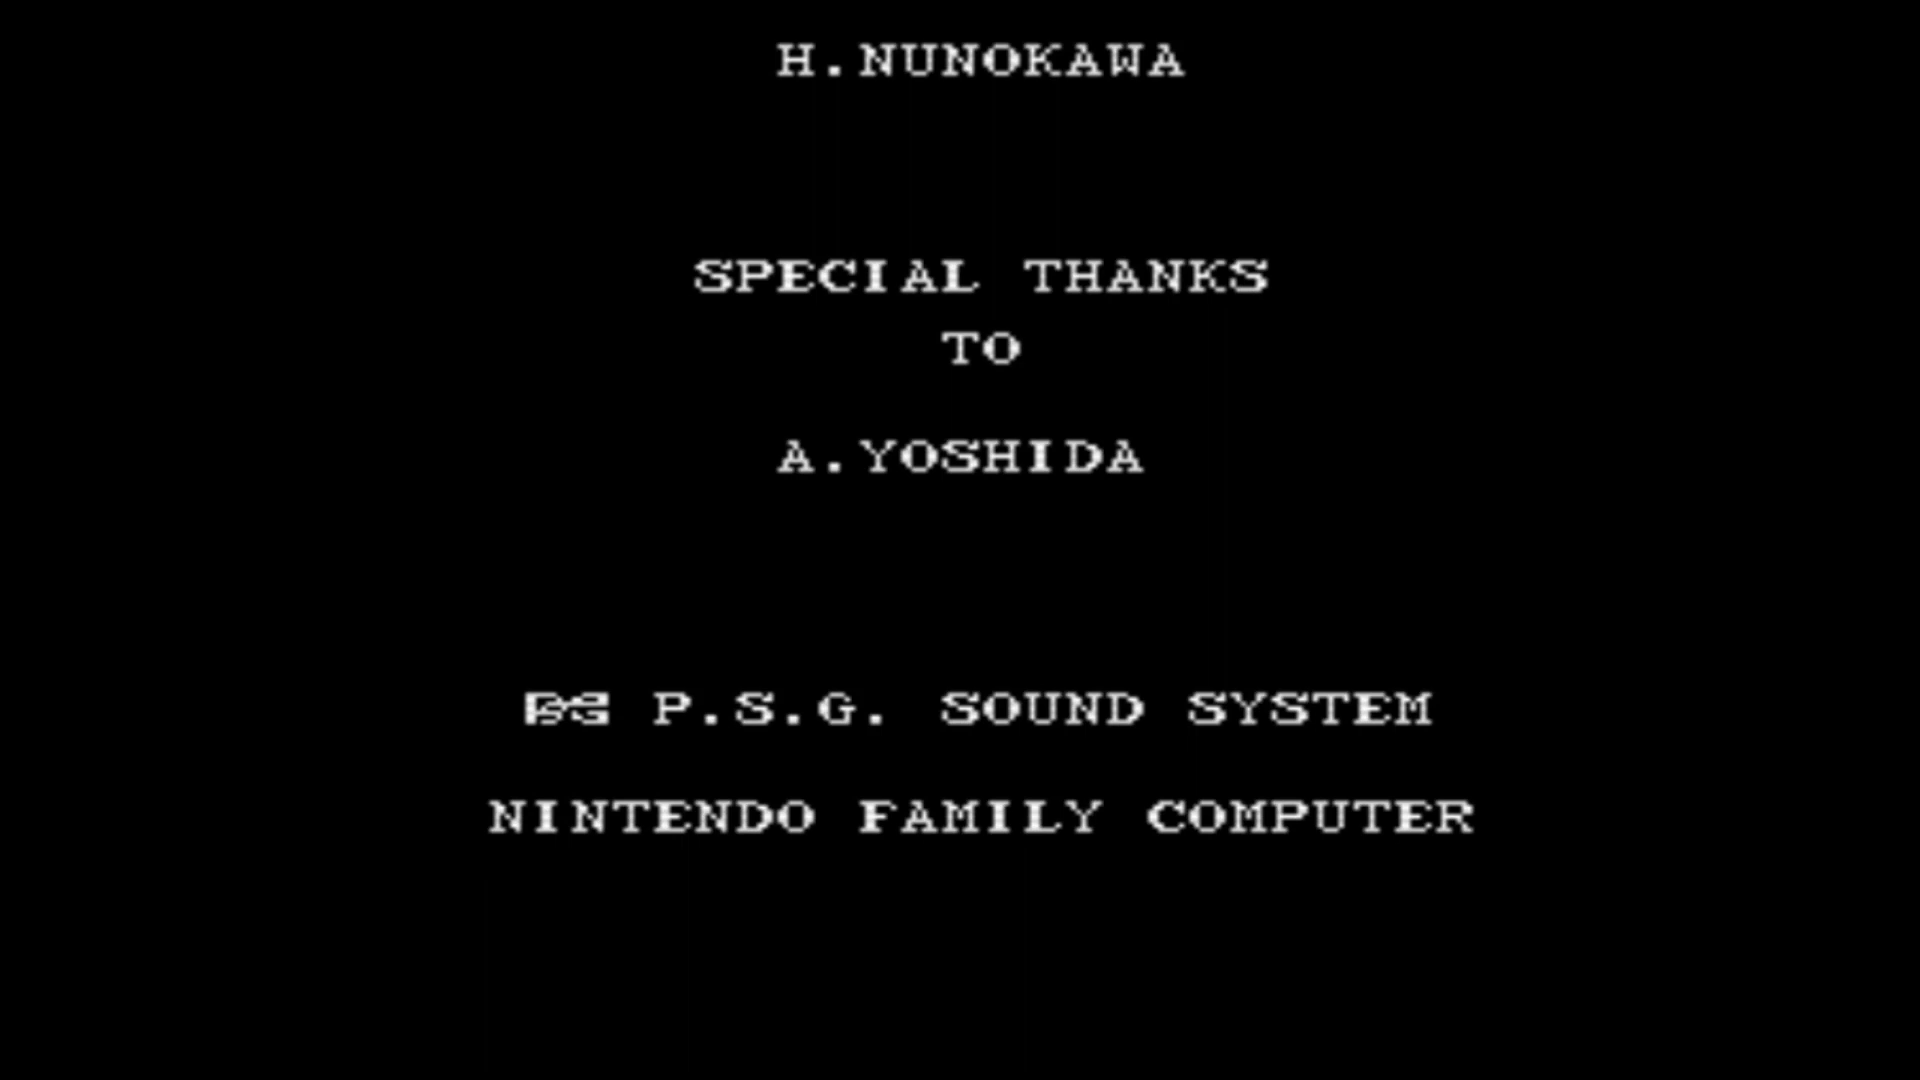 H.NUNOKAWA
SPECIAL THANKS
TO
A.YOSHIDA
P.S.G. SOUND SYSTEM
NINTENDO FAMILY COMPUTER